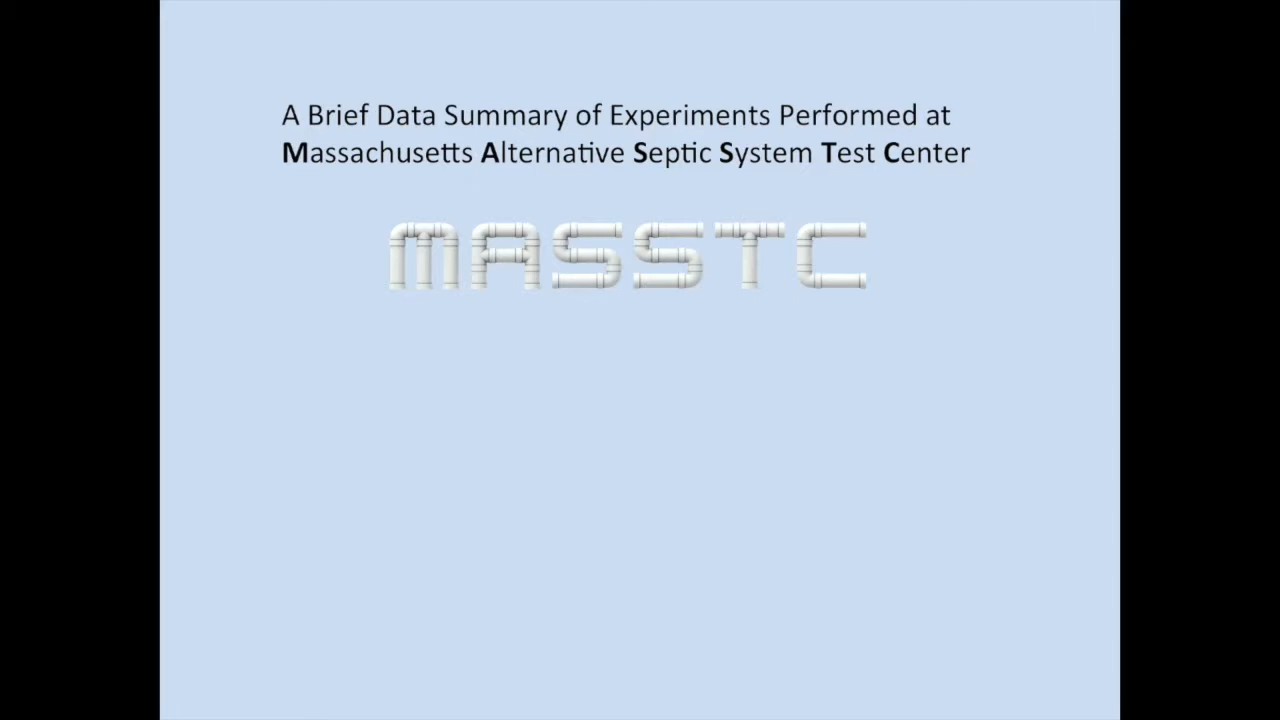 A Brief Data Summary of Experiments Performed at
Massachusetts Alternative Septic System Test Center
MASSTC